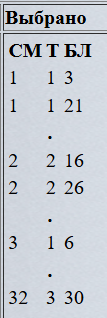 Выбрано
СМ Т БЛ
1 1 3
1 1 21
.
2 2 16
2 2 26
.
3 1 6
.
32 3 30